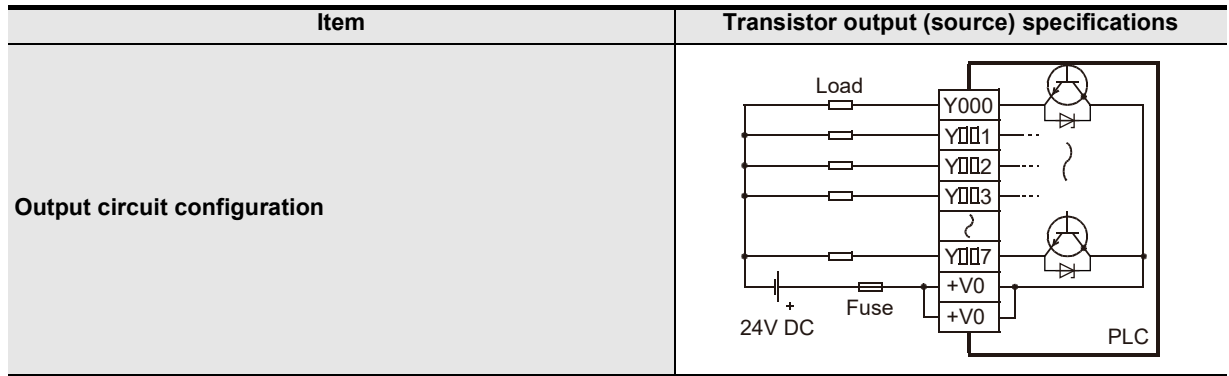 Item
Transistor output (source) specifications
Output circuit configuration
Load
Y000
Y▯▯1
Y▯▯2
Y▯▯3
Y▯▯7
+V0
+V0
+
Fuse
24V DC
PLC